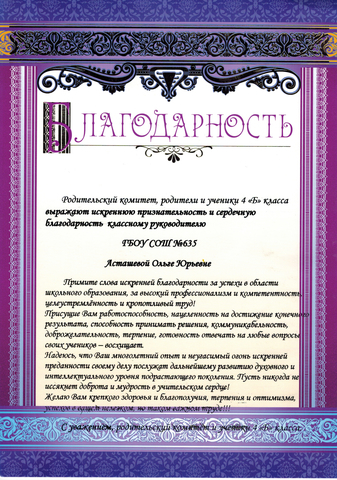 Благодарность
Родительский комитет, родители и ученики 4 «Б» класса
выражают искреннюю признательность и сердечную
благодарность классному руководителю
ГБОУ СОШ №635
Асташевой Ольге Юрьевне
Примите слова искренней благодарности за успехи в области
школьного образования, за высокий профессионализм и компетентность,
целеустремлённость и кропотливый труд!
Присущие Вам работоспособность, нацеленность на достижение конечного
результата, способность принимать решения, коммуникабельность,
доброжелательность, терпение, готовность отвечать на любые вопросы
своих учеников – восхищает.
Надеюсь, что Ваш многолетний опыт и неугасимый огонь искренней
преданности своему делу послужат дальнейшему развитию духовного и
интеллектуального уровня подрастающего поколения. Пусть никогда не
иссякнет доброта и мудрость в учительском сердце!
Желаю Вам крепкого здоровья и благополучия, терпения и оптимизма,
успехов в вашем нелегком, но таком важном труде!!!
С уважением, родительский комитет и ученики 4 «Б» класса.